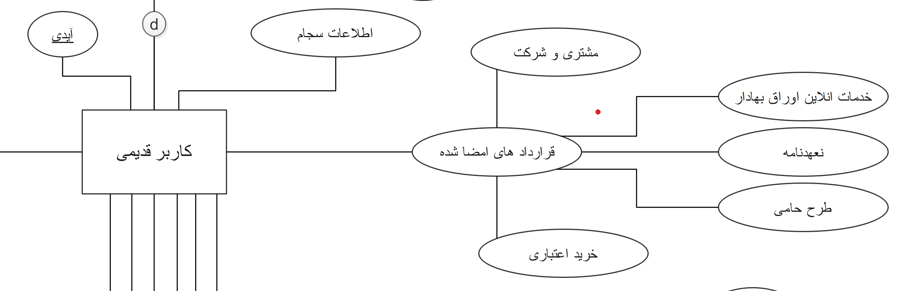 d
آیدی
اطلاعات سجام
مشتری و شرکت
خدمات انلاین اوراق بهادار
کاربر قدیمی
قرارداد های امضا شده
نعهدنامه
طرح حامی
خرید اعتباری